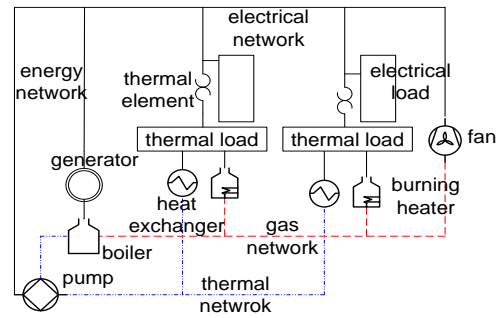 electrical
network
energy
network
thermal
element
electrical
load
thermal load
thermal load
fan
generator
heat
exchanger
burning
heater
gas
network
boiler
pump
thermal
netwrok